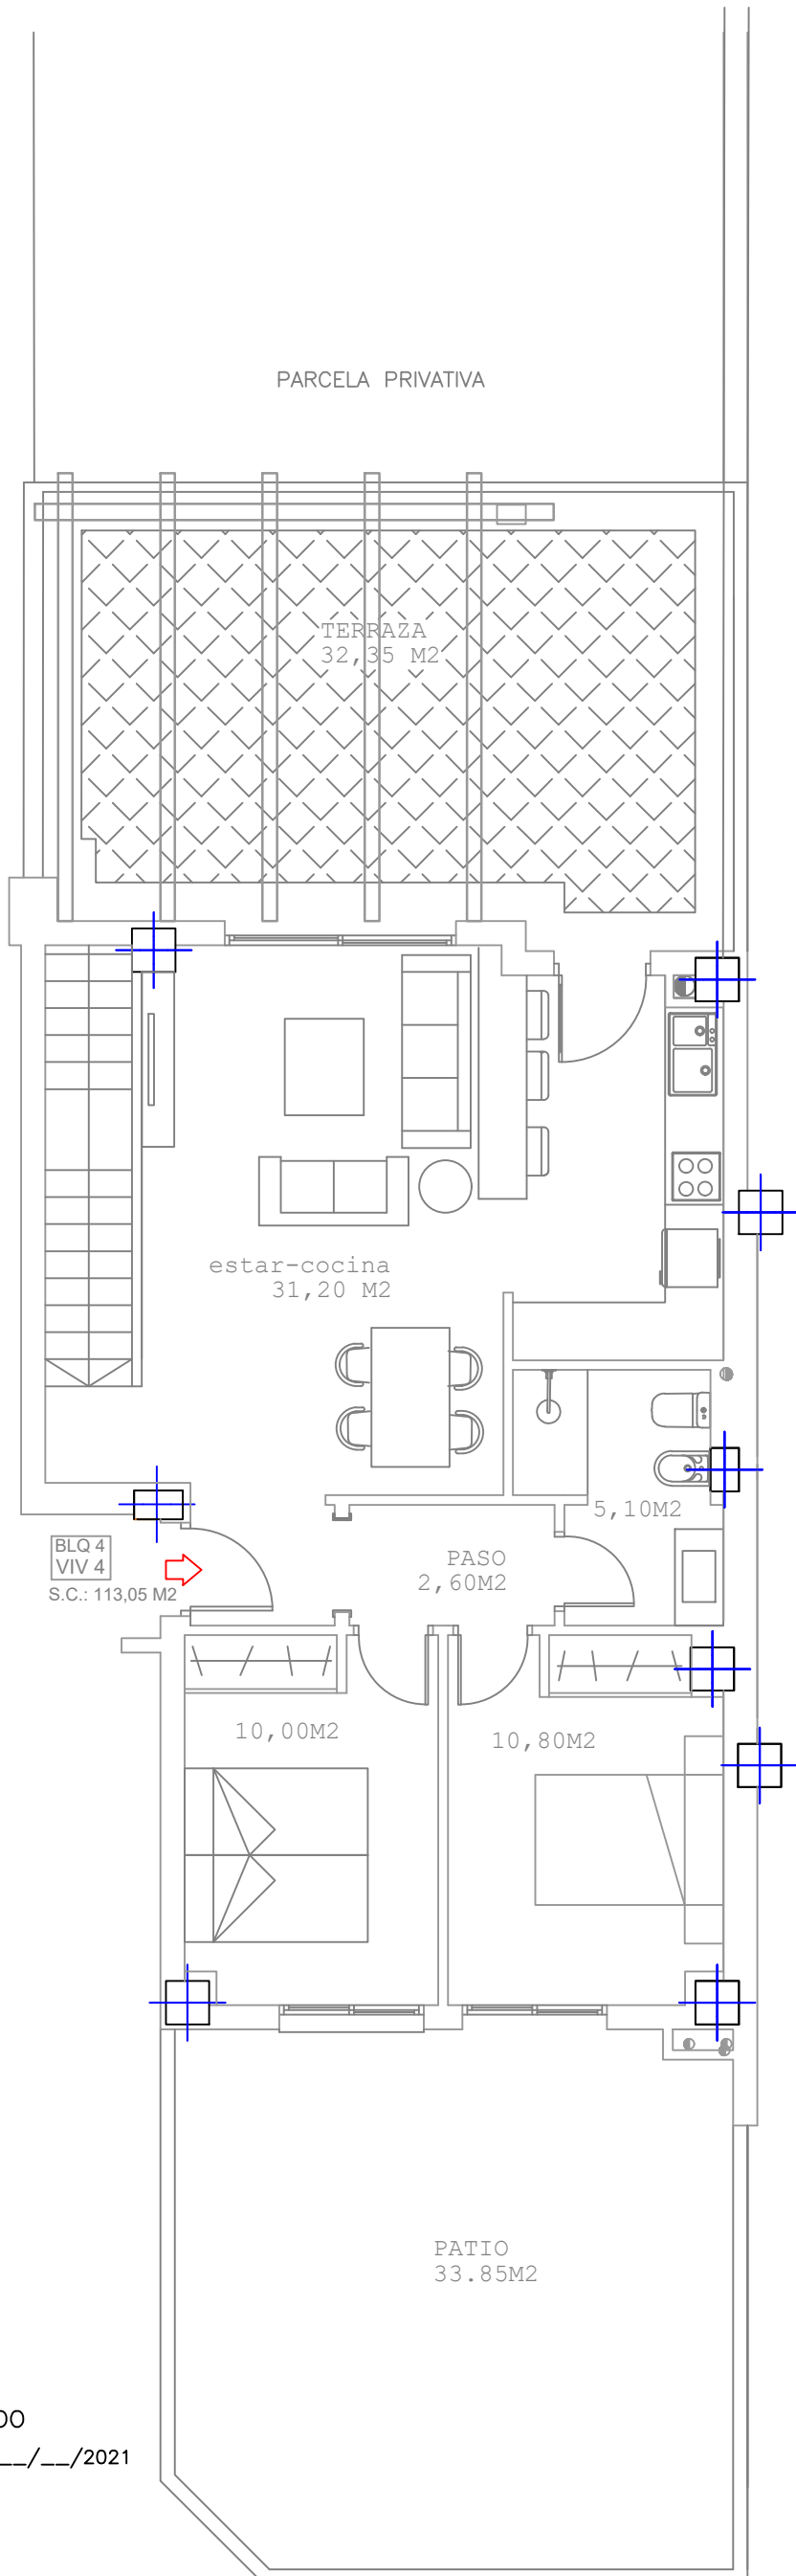 PARCELA PRIVATIVA
TERRAZA
32,35 M2
estar-cocina
31,20 M2
5,10M2
BLQ 4
VIV 4
S.C.: 113,05 M2
PASO
2,60M2
10,00M2
10,80M2
PATIO
33.85M2
DO
__/__/2021